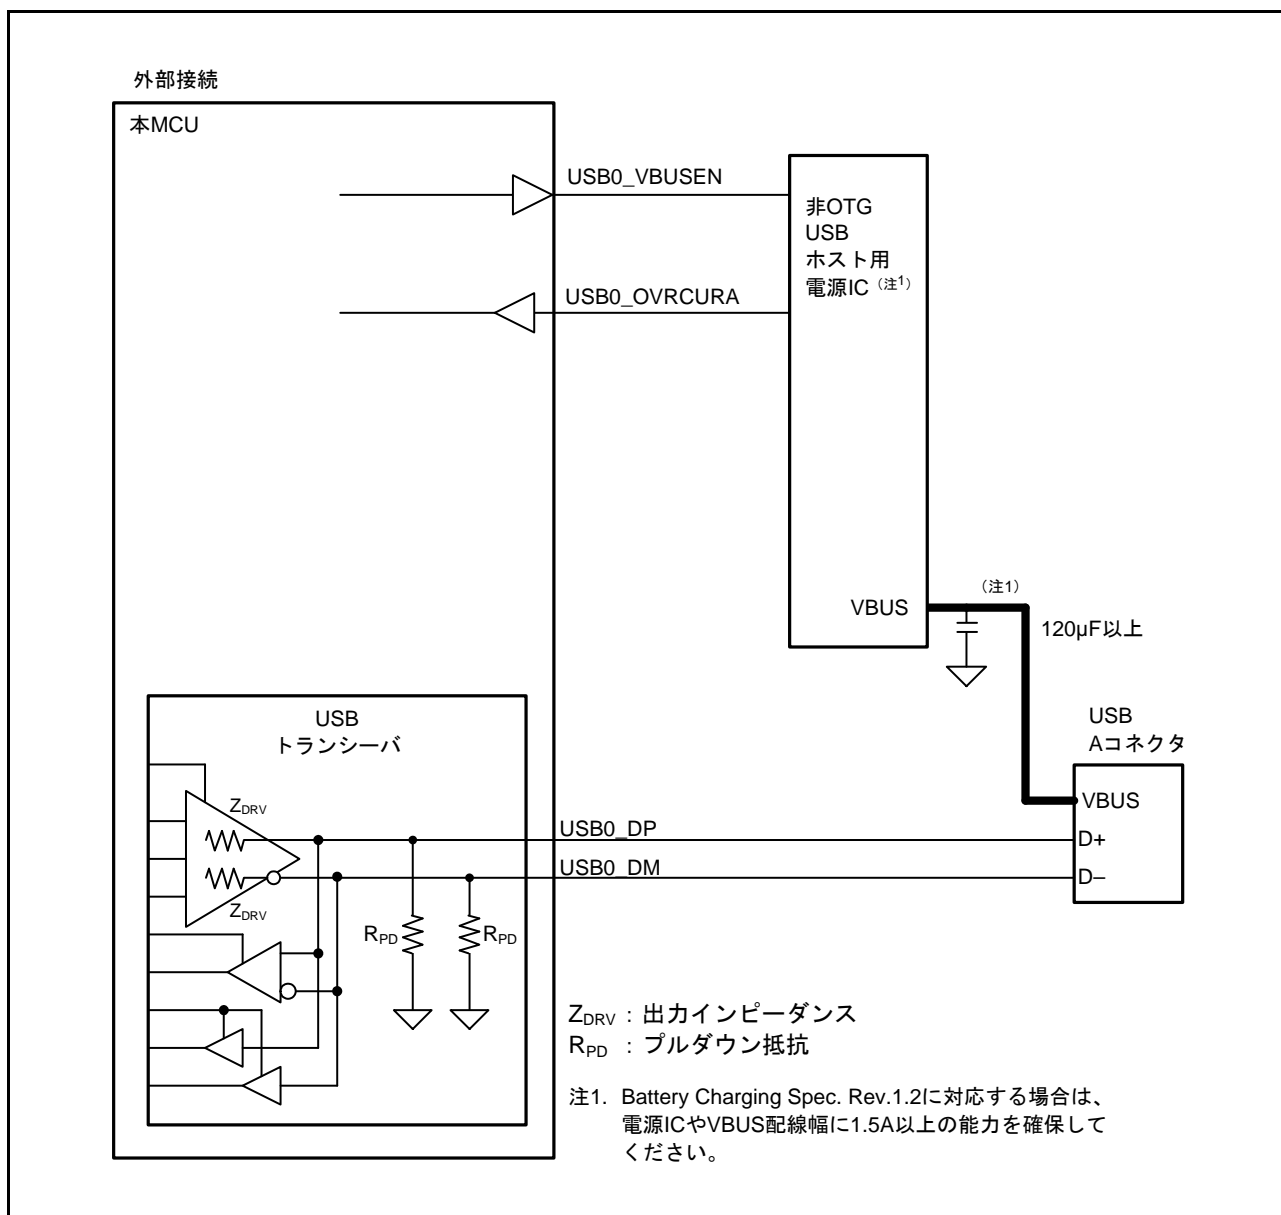 外部接続
本MCU
USB0_VBUSEN
USB0_OVRCURA
非OTG
USB
ホスト用
電源IC（注1）
VBUS
（注1）
120μF以上
USB
Aコネクタ
VBUS
D+
D–
USB
トランシーバ
ZDRV
ZDRV
USB0_DP
USB0_DM
RPD
RPD
ZDRV：出力インピーダンス
RPD：プルダウン抵抗
注1. Battery Charging Spec. Rev.1.2に対応する場合は、
電源ICやVBUS配線幅に1.5A以上の能力を確保して
ください。